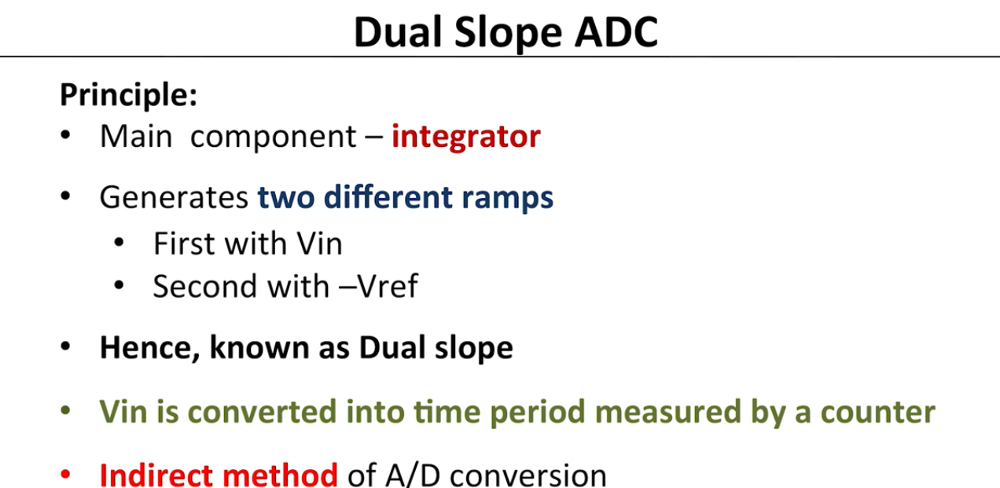 Dual Slope ADC
Principle:
• Main component – integrator
• Generates two different ramps
• First with Vin
• Second with –Vref
• Hence, known as Dual slope
• Vin is converted into time period measured by a counter
• Indirect method of A/D conversion